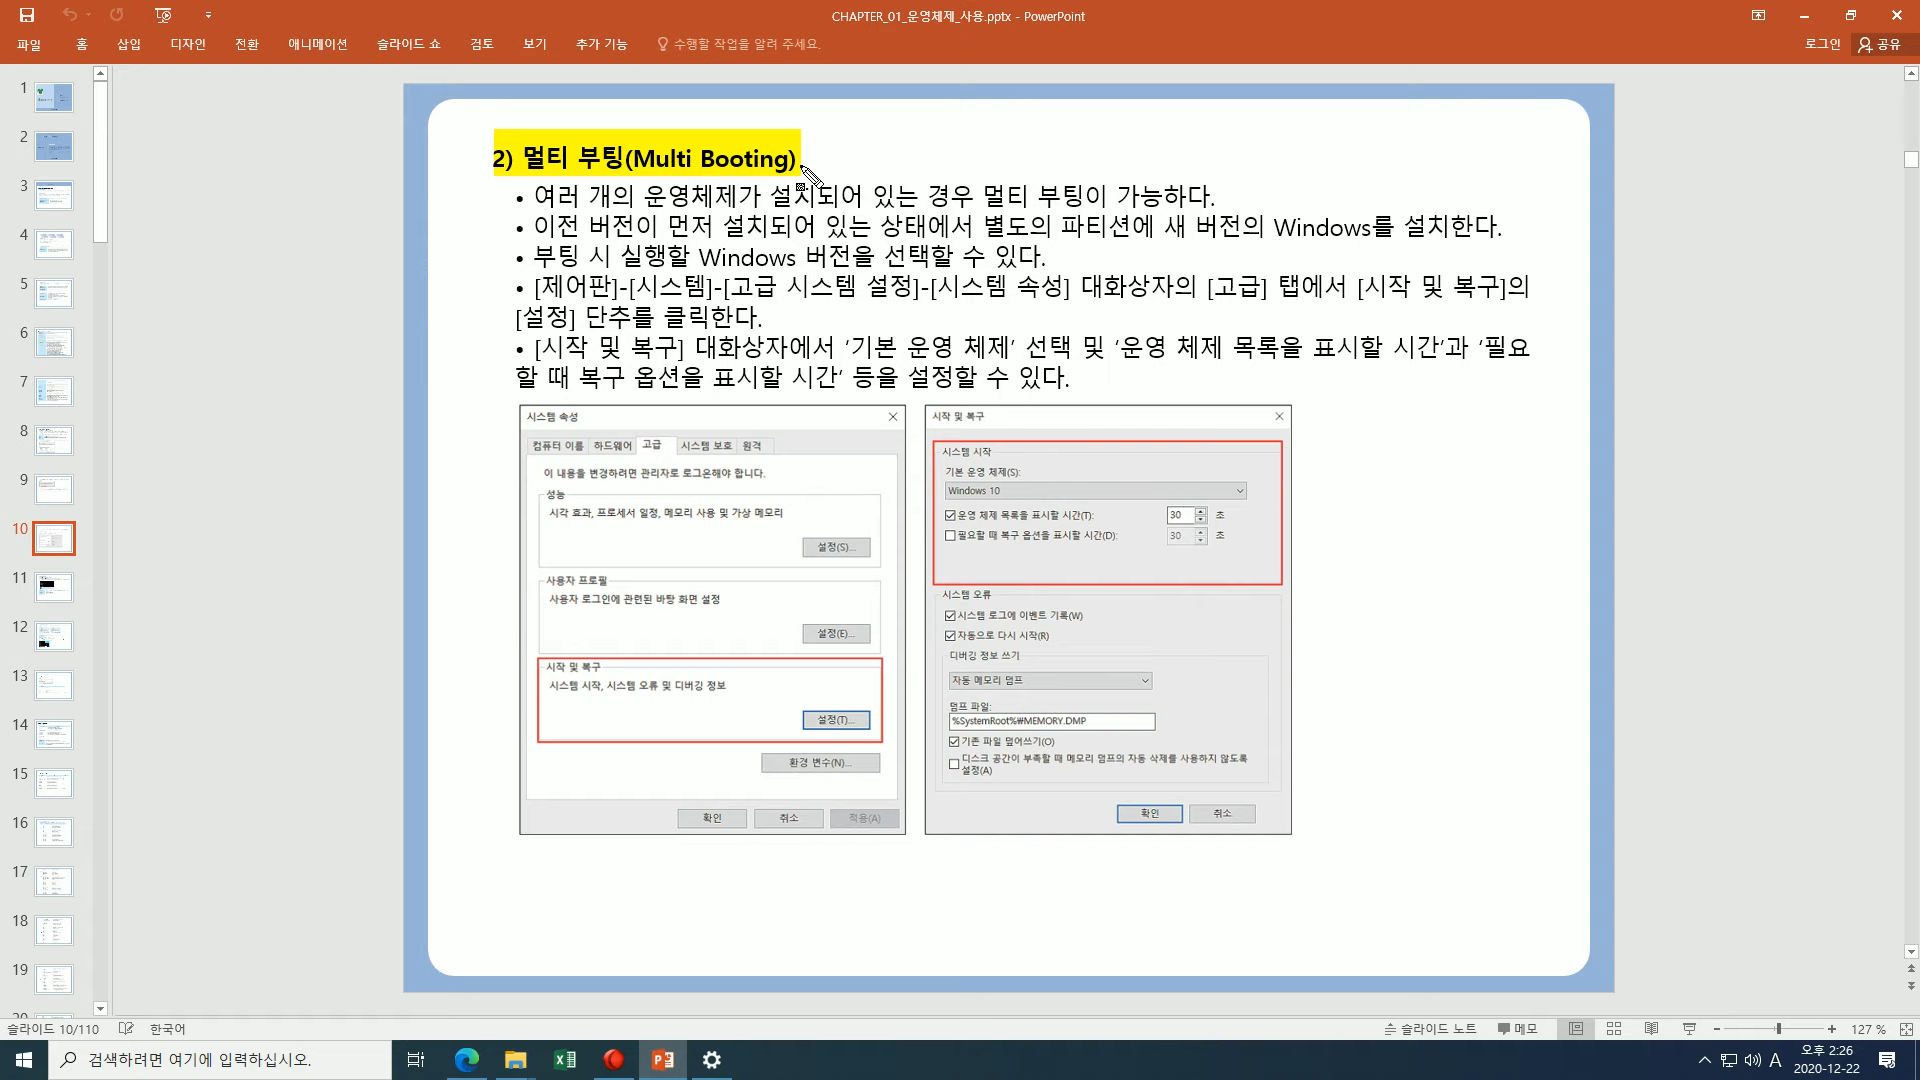 CHAPTER_01_운영체제_사용.pptx - PowerPoint
파일 홈 삽입 디자인 전환 애니메이션 슬라이드 쇼 검토 보기 추가 기능 수행할 작업을 알려 주세요. 로그인 공유
1
2
3
4
5
6
7
8
9
10
11
12
13
14
15
16
17
18
19
2) 멀티 부팅(Multi Booting)
• 여러 개의 운영체제가 설치되어 있는 경우 멀티 부팅이 가능하다.
• 이전 버전이 먼저 설치되어 있는 상태에서 별도의 파티션에 새 버전의 Windows를 설치한다.
• 부팅 시 실행할 Windows 버전을 선택할 수 있다.
• [제어판]-[시스템]-[고급 시스템 설정]-[시스템 속성] 대화상자의 [고급] 탭에서 [시작 및 복구]의
[설정] 단추를 클릭한다.
• [시작 및 복구] 대화상자에서 ‘기본 운영 체제’ 선택 및 ‘운영 체제 목록을 표시할 시간’과 ‘필요
할 때 복구 옵션을 표시할 시간‘ 등을 설정할 수 있다.
시스템 속성
컴퓨터 이름 하드웨어 고급 시스템 보호 원격
이 내용을 변경하려면 관리자로 로그온해야 합니다.
성능
시각 효과, 프로세서 일정, 메모리 사용 및 가상 메모리
설정(S)...
사용자 프로필
사용자 로그인에 관련된 바탕 화면 설정
설정(E)...
시작 및 복구
시스템 시작, 시스템 오류 및 디버깅 정보
설정(T)...
환경 변수(N)...
확인 취소 적용(A)
시작 및 복구
시스템 시작
기본 운영 체제(S):
Windows 10
운영 체제 목록을 표시할 시간(T): 30 초
필요할 때 복구 옵션을 표시할 시간(D): 30 초
시스템 오류
시스템 로그에 이벤트 기록(W)
자동으로 다시 시작(R)
디버깅 정보 쓰기
자동 메모리 덤프
덤프 파일:
%SystemRoot%₩MEMORY.DMP
기존 파일 덮어쓰기(O)
디스크 공간이 부족할 때 메모리 덤프의 자동 삭제를 사용하지 않도록
설정(A)
확인 취소
슬라이드 10/110 한국어 슬라이드 노트 메모 127 %
검색하려면 여기에 입력하십시오. A 오후 2:26
2020-12-22